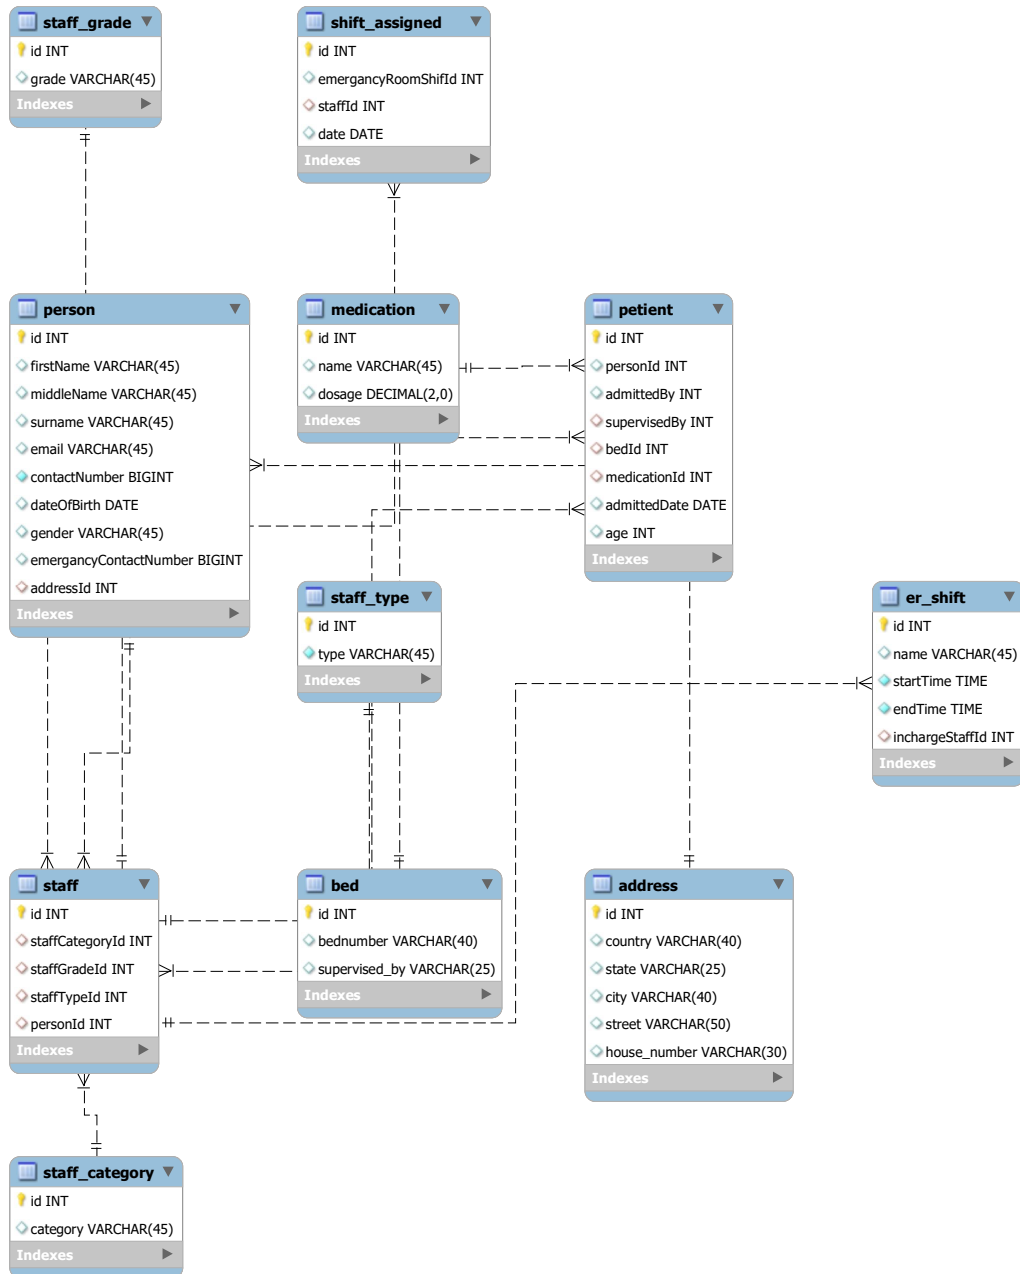 staff_grade
id INT
grade VARCHAR(45)
Indexes
shift_assigned
id INT
emergancyRoomShifId INT
staffId INT
date DATE
Indexes
person
id INT
firstName VARCHAR(45)
middleName VARCHAR(45)
surname VARCHAR(45)
email VARCHAR(45)
contactNumber BIGINT
dateOfBirth DATE
gender VARCHAR(45)
emergancyContactNumber BIGINT
addressId INT
Indexes
medication
id INT
name VARCHAR(45)
dosage DECIMAL(2,0)
Indexes
petient
id INT
personId INT
admittedBy INT
supervisedBy INT
bedId INT
medicationId INT
admittedDate DATE
age INT
Indexes
staff_type
id INT
type VARCHAR(45)
Indexes
er_shift
id INT
name VARCHAR(45)
startTime TIME
endTime TIME
inchargeStaffId INT
Indexes
staff
id INT
staffCategoryId INT
staffGradeId INT
staffTypeId INT
personId INT
Indexes
bed
id INT
bednumber VARCHAR(40)
supervised_by VARCHAR(25)
Indexes
address
id INT
country VARCHAR(40)
state VARCHAR(25)
city VARCHAR(40)
street VARCHAR(50)
house_number VARCHAR(30)
Indexes
staff_category
id INT
category VARCHAR(45)
Indexes